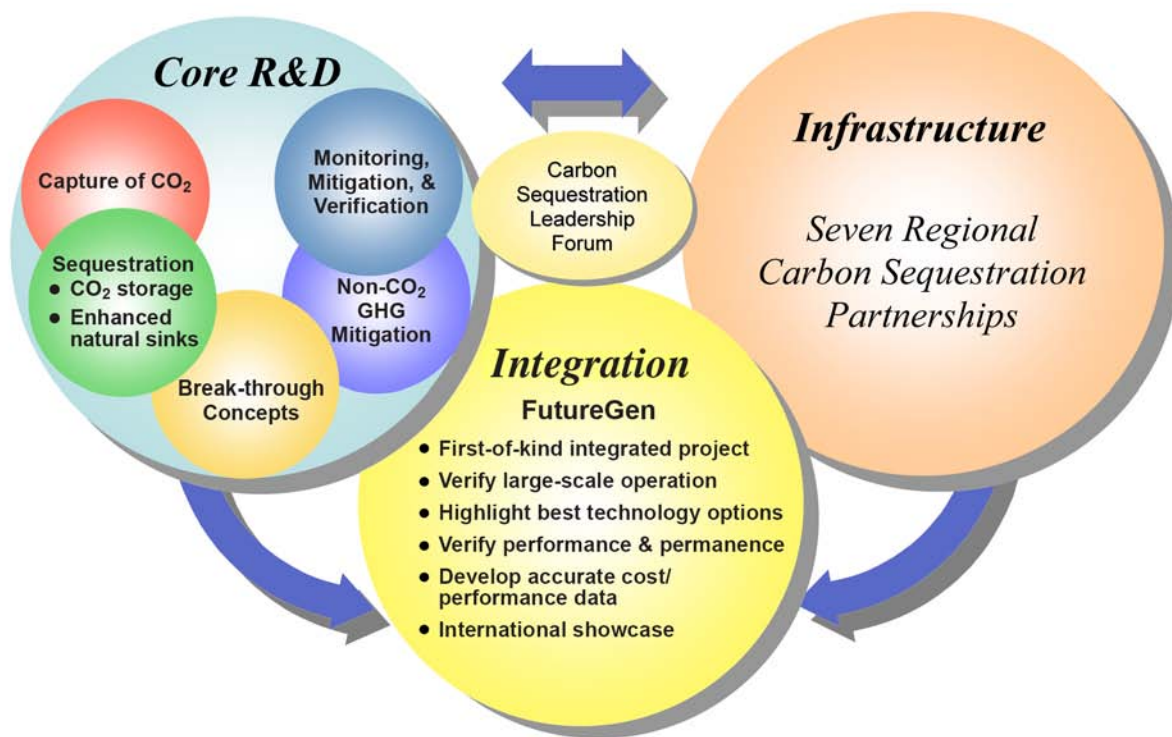 Core R&D
Capture of CO₂
Sequestration
● CO₂ storage
● Enhanced
natural sinks
Break-through
Concepts
Monitoring,
Mitigation, &
Verification
Non-CO₂
GHG
Mitigation
Carbon
Sequestration
Leadership
Forum
Infrastructure
Seven Regional
Carbon Sequestration
Partnerships
Integration
FutureGen
● First-of-kind integrated project
● Verify large-scale operation
● Highlight best technology options
● Verify performance & permanence
● Develop accurate cost/
performance data
● International showcase